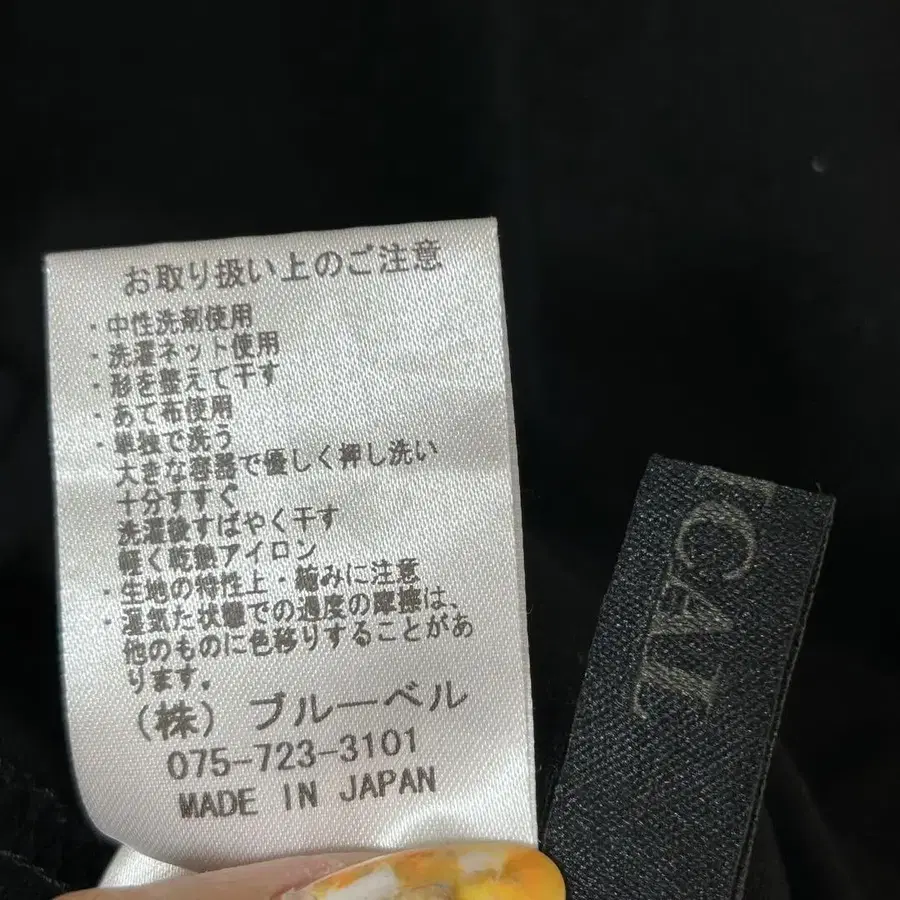 お取り扱い上のご注意
・中性洗剤使用
・洗濯ネット使用
・形を整えて干す
・あて布使用
・単独で洗う
大きな容器で優しく押し洗い
十分すすぐ
洗濯後すばやく干す
軽く乾熱アイロン
・生地の特性上・縮みに注意
・湿気た状態での過度の摩擦は、
他のものに色移りすることがあ
ります。
(株) ブルーベル
075-723-3101
MADE IN JAPAN
CAL